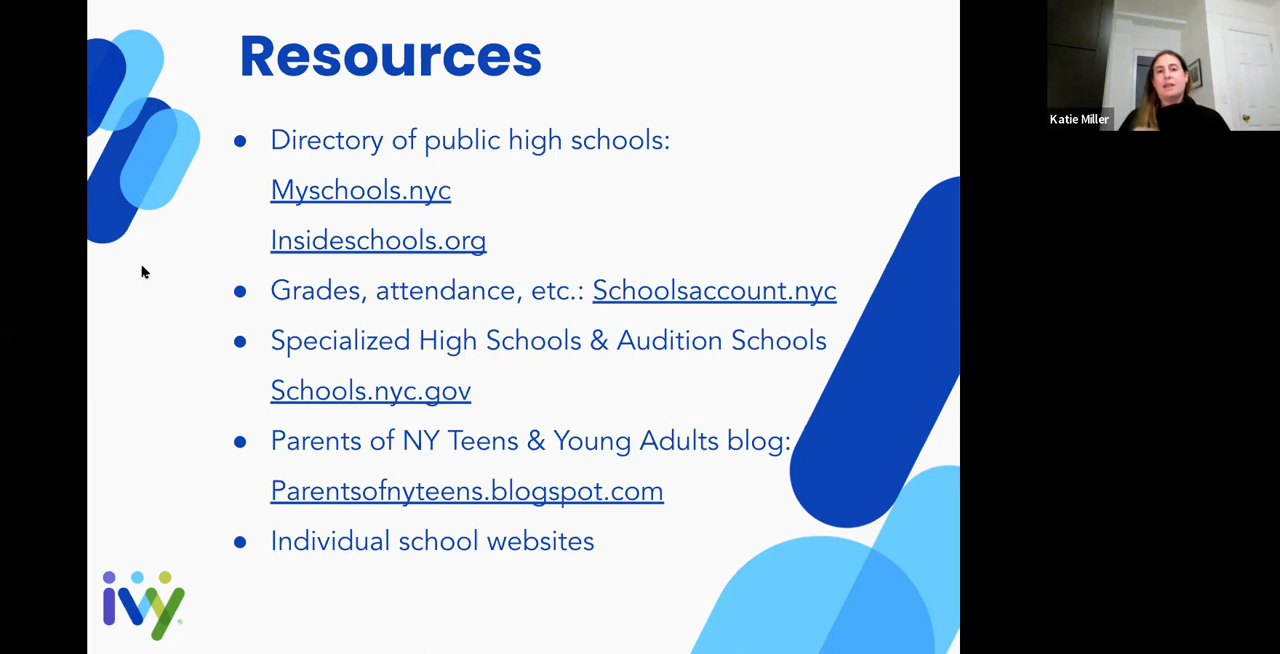 Resources
Directory of public high schools:
Myschools.nyc
Insideschools.org
Grades, attendance, etc.: Schoolsaccount.nyc
Specialized High Schools & Audition Schools
Schools.nyc.gov
Parents of NY Teens & Young Adults blog:
Parentsofnyteens.blogspot.com
Individual school websites
ivy®
Katie Miller